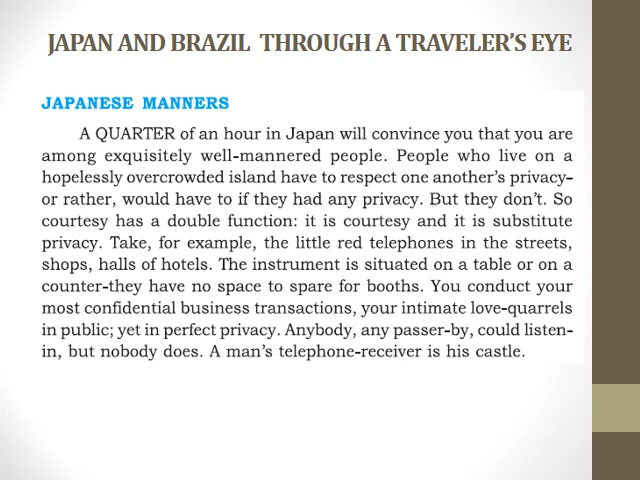 JAPAN AND BRAZIL THROUGH A TRAVELER'S EYE
JAPANESE MANNERS
A QUARTER of an hour in Japan will convince you that you are
among exquisitely well-mannered people. People who live on a
hopelessly overcrowded island have to respect one another's privacy-
or rather, would have to if they had any privacy. But they don't. So
courtesy has a double function: it is courtesy and it is substitute
privacy. Take, for example, the little red telephones in the streets,
shops, halls of hotels. The instrument is situated on a table or on a
counter-they have no space to spare for booths. You conduct your
most confidential business transactions, your intimate love-quarrels
in public; yet in perfect privacy. Anybody, any passer-by, could listen-
in, but nobody does. A man's telephone-receiver is his castle.